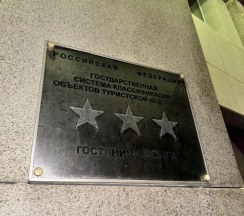 РОССИЙСКАЯ ФЕДЕРАЦИЯ
ГОСУДАРСТВЕННАЯ
СИСТЕМА КЛАССИФИКАЦИИ
ОБЪЕКТОВ ТУРИСТСКОЙ
ГОСТИНИЦА